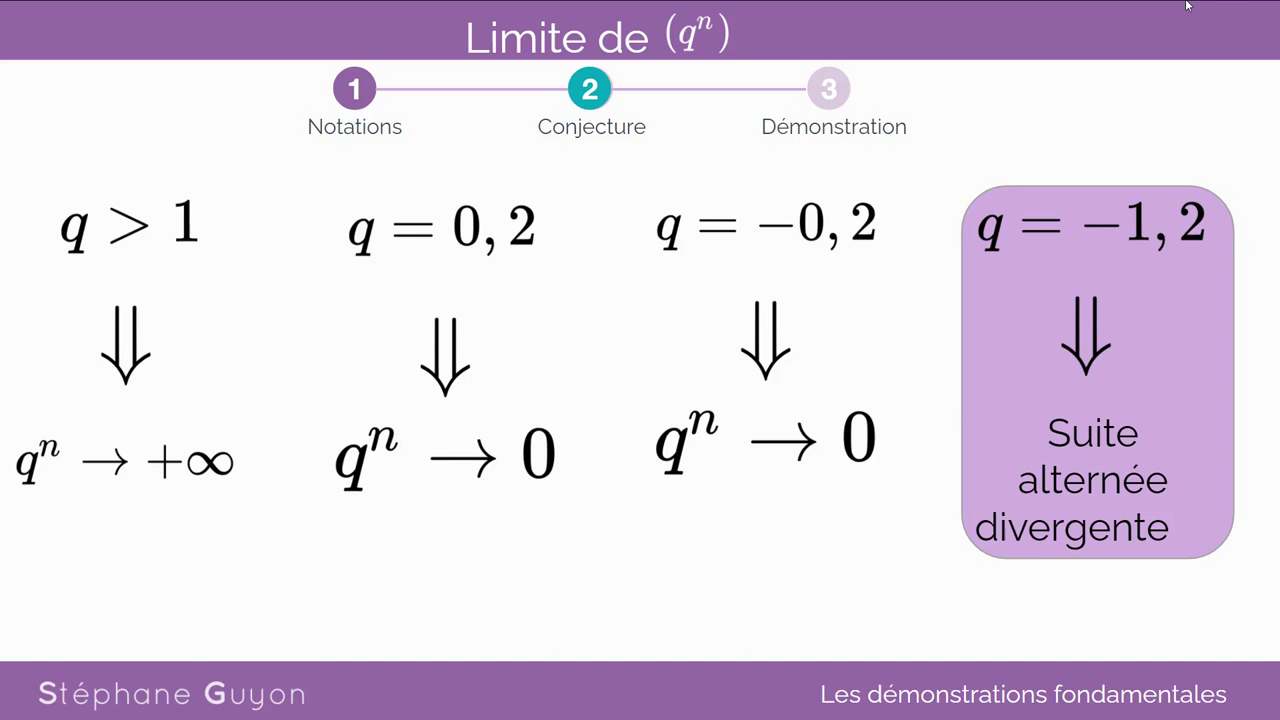 Limite de (qⁿ)
1
2
3
Notations
Conjecture
Démonstration
q > 1
⇓
qⁿ → +∞
q = 0, 2
⇓
qⁿ → 0
q = −0, 2
⇓
qⁿ → 0
q = −1, 2
⇓
Suite
alternée
divergente
Stéphane Guyon
Les démonstrations fondamentales